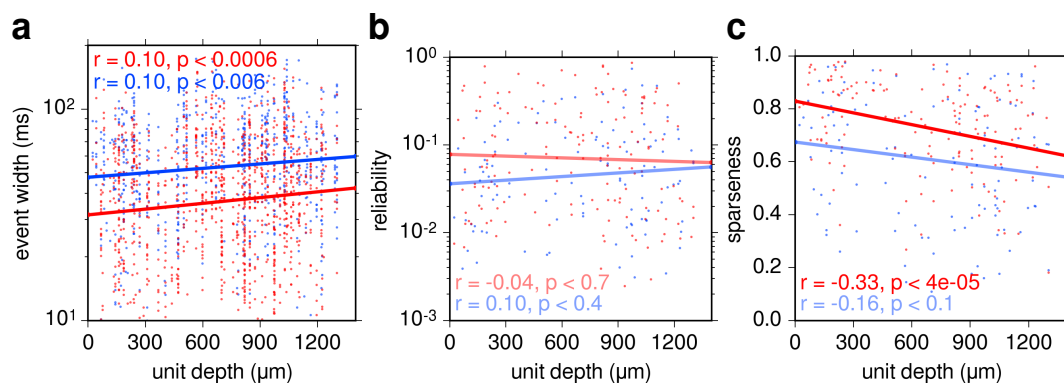 a
r = 0.10, p < 0.0006
r = 0.10, p < 0.006
10²
10¹
event width (ms)
0 300 600 900 1200
unit depth (μm)
b
10⁰
10⁻¹
10⁻²
10⁻³
reliability
r = -0.04, p < 0.7
r = 0.10, p < 0.4
0 300 600 900 1200
unit depth (μm)
c
1.0
0.8
0.6
0.4
0.2
0.0
sparseness
r = -0.33, p < 4e-05
r = -0.16, p < 0.1
0 300 600 900 1200
unit depth (μm)